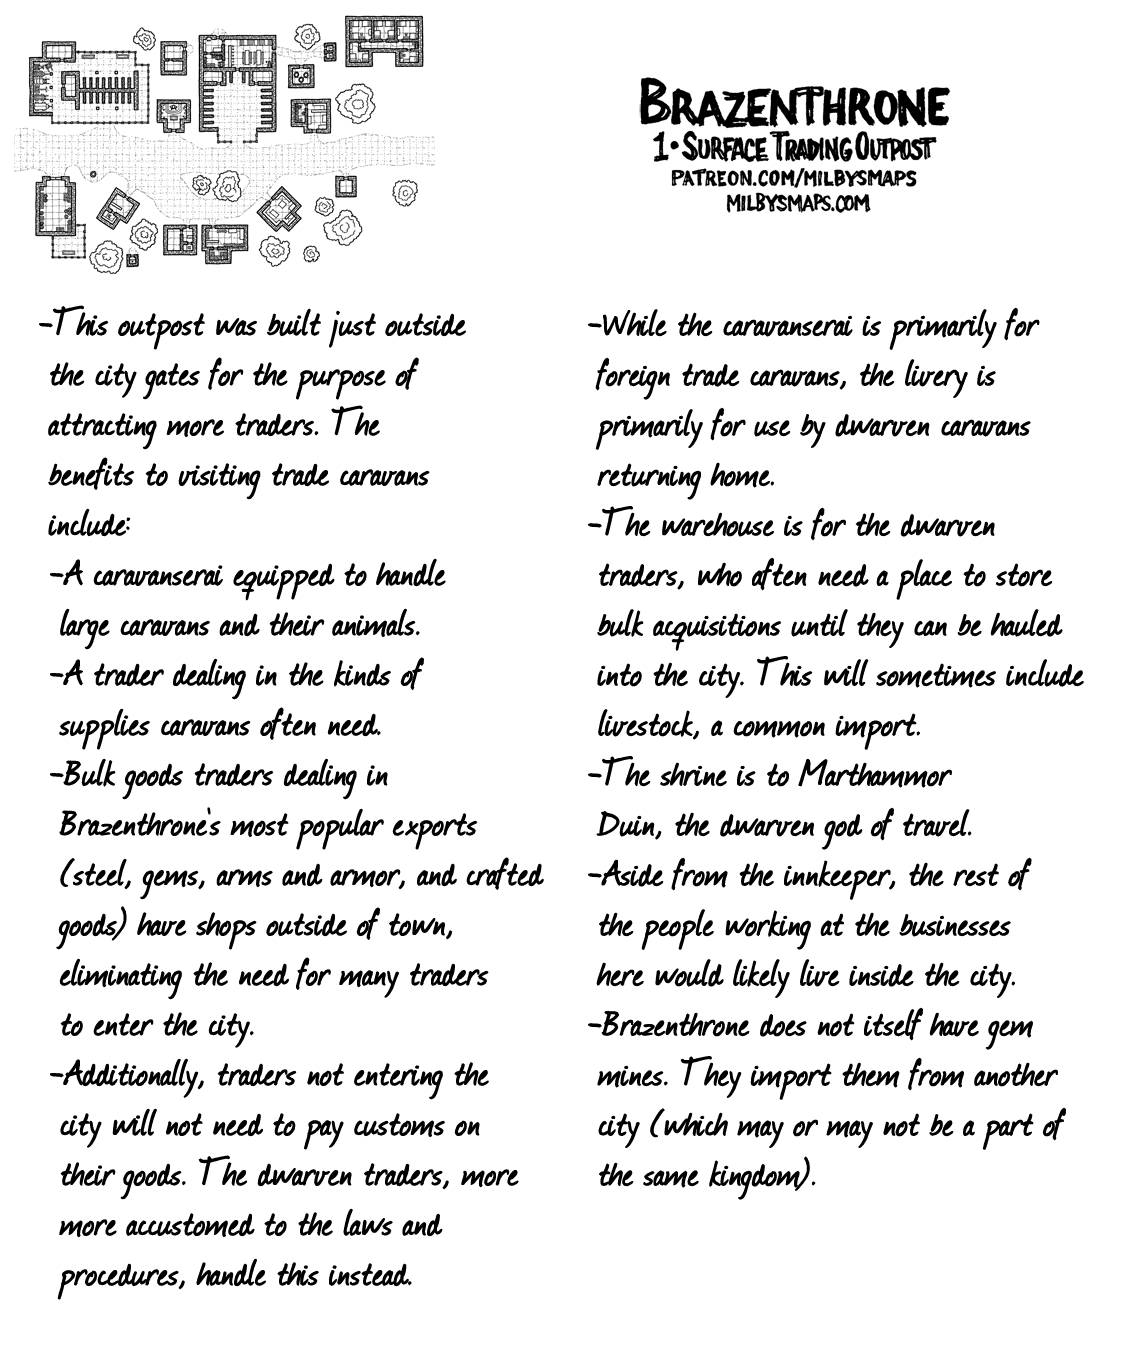 BRAZENTHRONE
1•SURFACE TRADING OUTPOST
PATREON.COM/MILBYSMAPS
MILBYSMAPS.COM
-This outpost was built just outside
the city gates for the purpose of
attracting more traders. The
benefits to visiting trade caravans
include:
-A caravanserai equipped to handle
large caravans and their animals.
-A trader dealing in the kinds of
supplies caravans often need.
-Bulk goods traders dealing in
Brazenthrone's most popular exports
(steel, gems, arms and armor, and crafted
goods) have shops outside of town,
eliminating the need for many traders
to enter the city.
-Additionally, traders not entering the
city will not need to pay customs on
their goods. The dwarven traders, more
more accustomed to the laws and
procedures, handle this instead.
-While the caravanserai is primarily for
foreign trade caravans, the livery is
primarily for use by dwarven caravans
returning home.
-The warehouse is for the dwarven
traders, who often need a place to store
bulk acquisitions until they can be hauled
into the city. This will sometimes include
livestock, a common import.
-The shrine is to Marthammor
Duin, the dwarven god of travel.
-Aside from the innkeeper, the rest of
the people working at the businesses
here would likely live inside the city.
-Brazenthrone does not itself have gem
mines. They import them from another
city (which may or may not be a part of
the same kingdom).